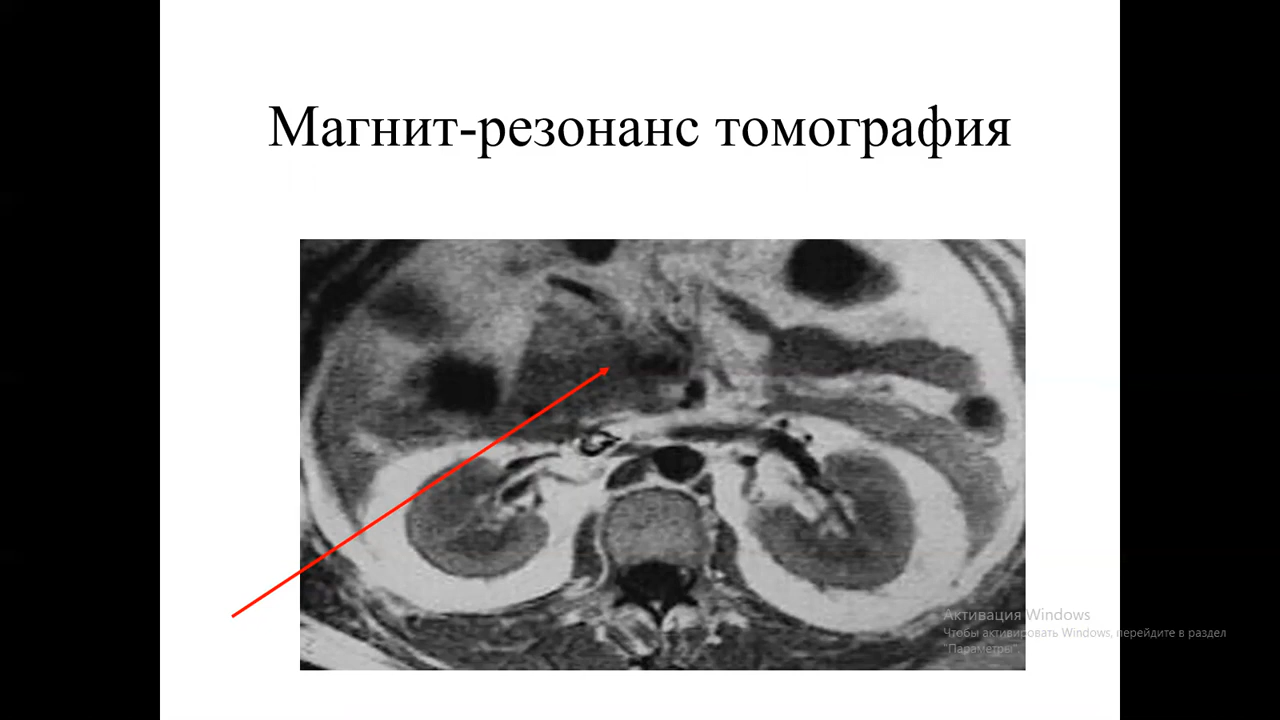 Магнит-резонанс томография
Активация Windows
Чтобы активировать Windows, перейдите в раздел
"Параметры".